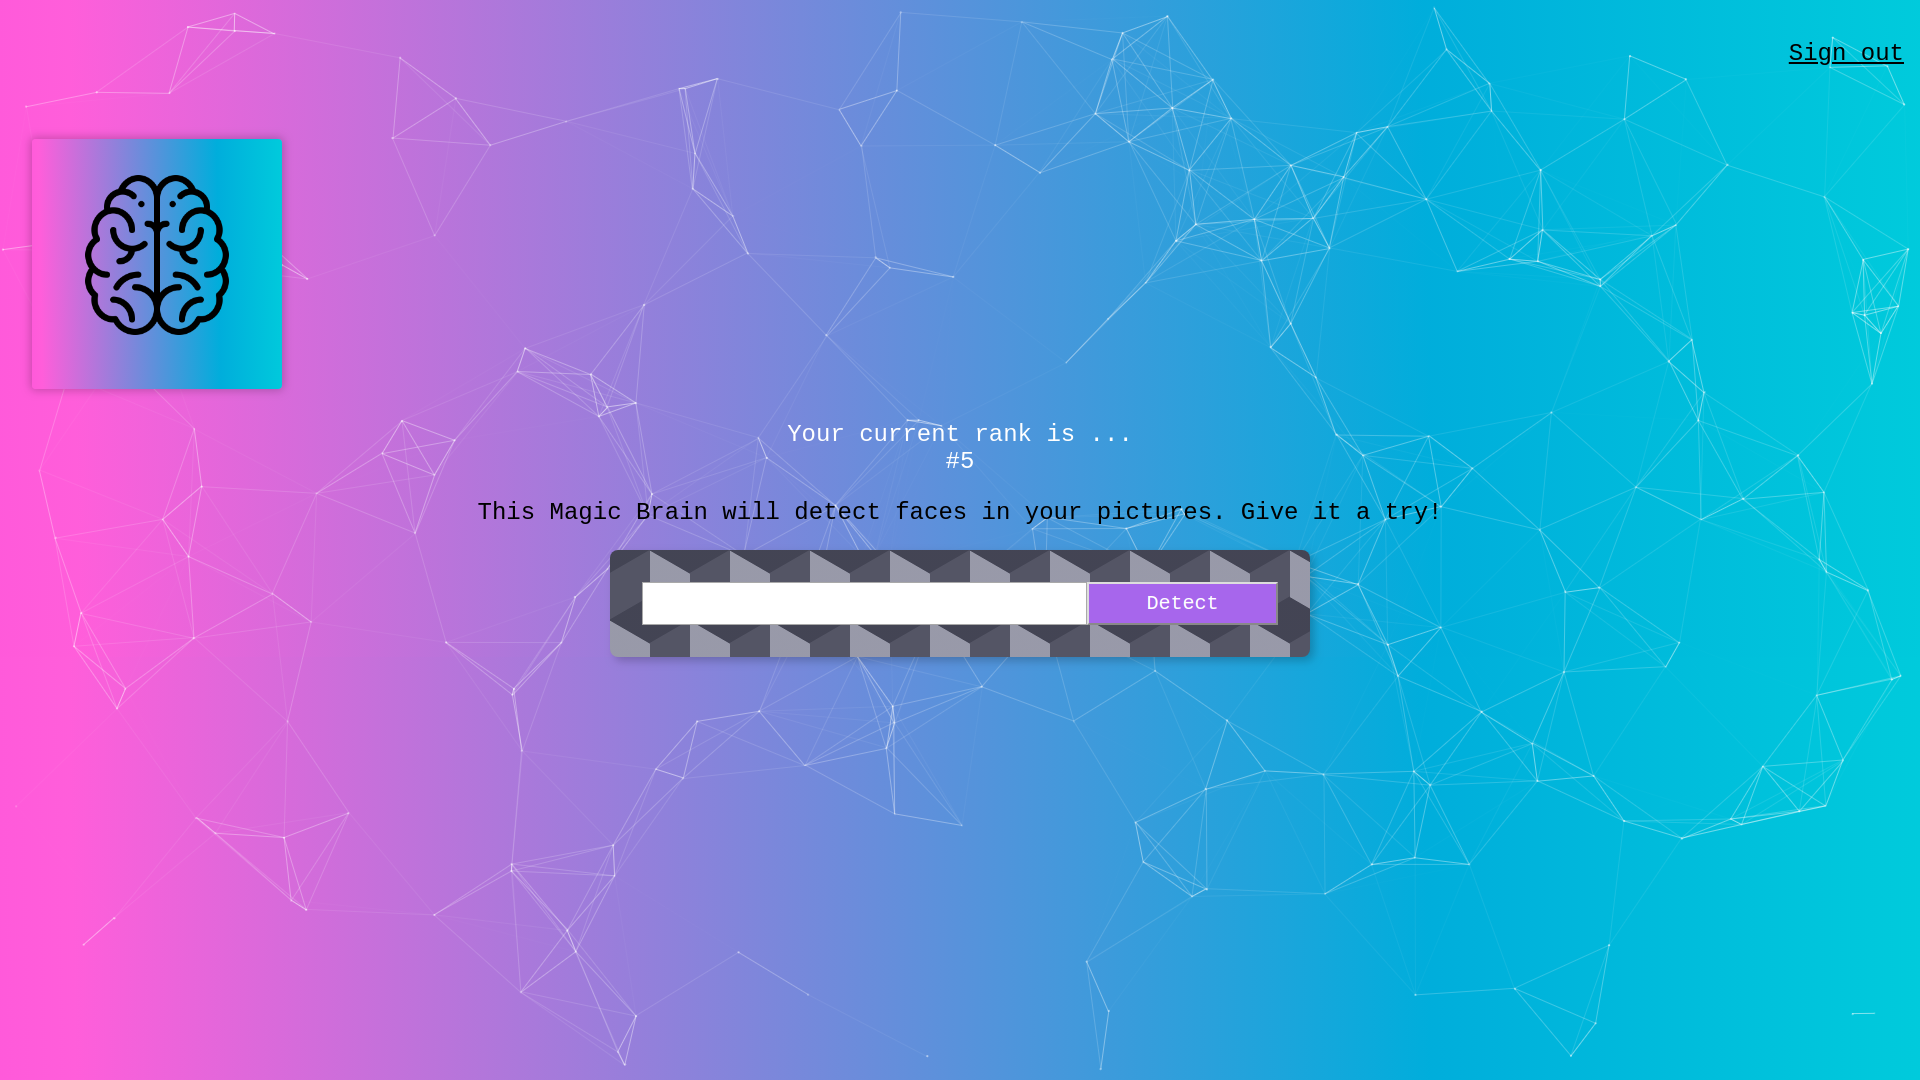 Sign out
Your current rank is ...
#5
This Magic Brain will detect faces in your pictures. Give it a try!
Detect